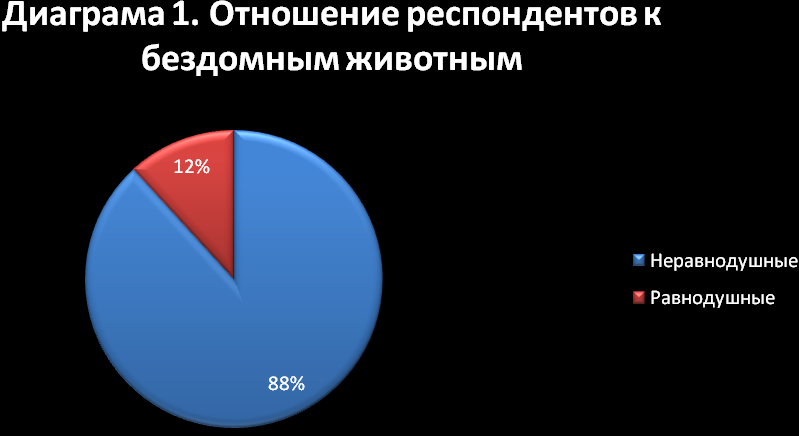 Диаграма 1. Отношение респондентов к
бездомным животным
12%
Неравнодушные
Равнодушные
88%